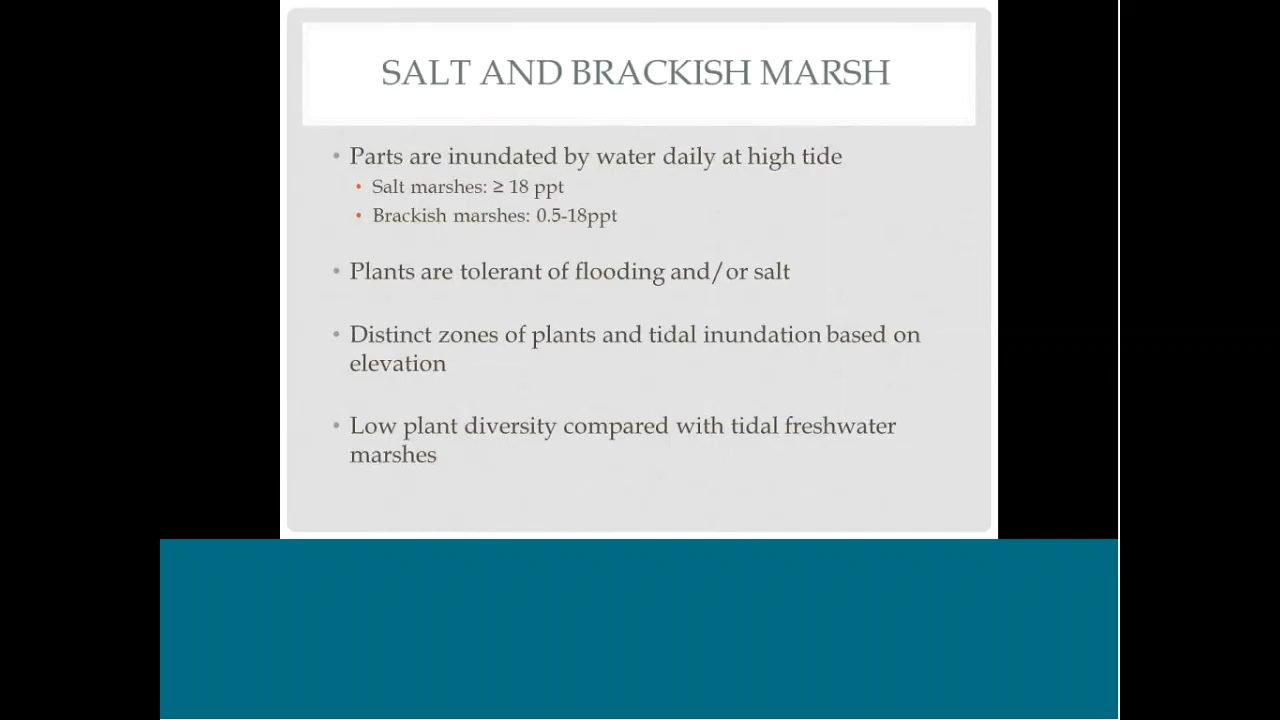 SALT AND BRACKISH MARSH
• Parts are inundated by water daily at high tide
• Salt marshes: ≥ 18 ppt
• Brackish marshes: 0.5-18ppt
• Plants are tolerant of flooding and/or salt
• Distinct zones of plants and tidal inundation based on
elevation
• Low plant diversity compared with tidal freshwater
marshes